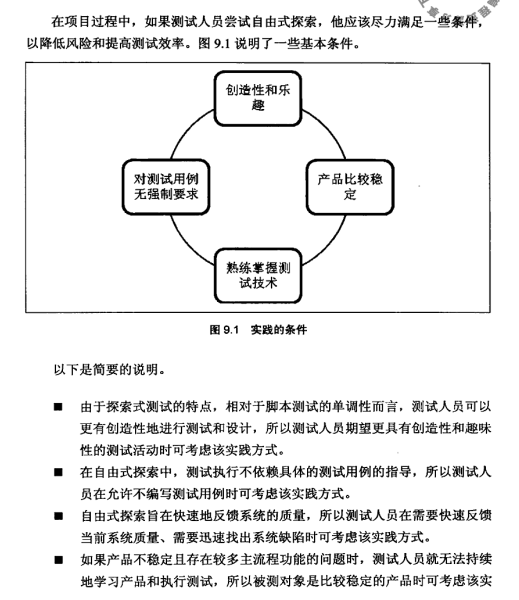 在项目过程中，如果测试人员尝试自由式探索，他应该尽力满足一些条件，
以降低风险和提高测试效率。图 9.1 说明了一些基本条件。
创造性和乐
趣
对测试用例
无强制要求
产品比较稳
定
熟练掌握测
试技术
图 9.1 实践的条件
以下是简要的说明。
■ 由于探索式测试的特点，相对于脚本测试的单调性而言，测试人员可以
更有创造性地进行测试和设计，所以测试人员期望更具有创造性和趣味
性的测试活动时可考虑该实践方式。
■ 在自由式探索中，测试执行不依赖具体的测试用例的指导，所以测试人
员在允许不编写测试用例时可考虑该实践方式。
■ 自由式探索旨在快速地反馈系统的质量，所以测试人员在需要快速反馈
当前系统质量、需要迅速找出系统缺陷时可考虑该实践方式。
■ 如果产品不稳定且存在较多主流程功能的问题时，测试人员就无法持续
地学习产品和执行测试，所以被测对象是比较稳定的产品时可考虑该实